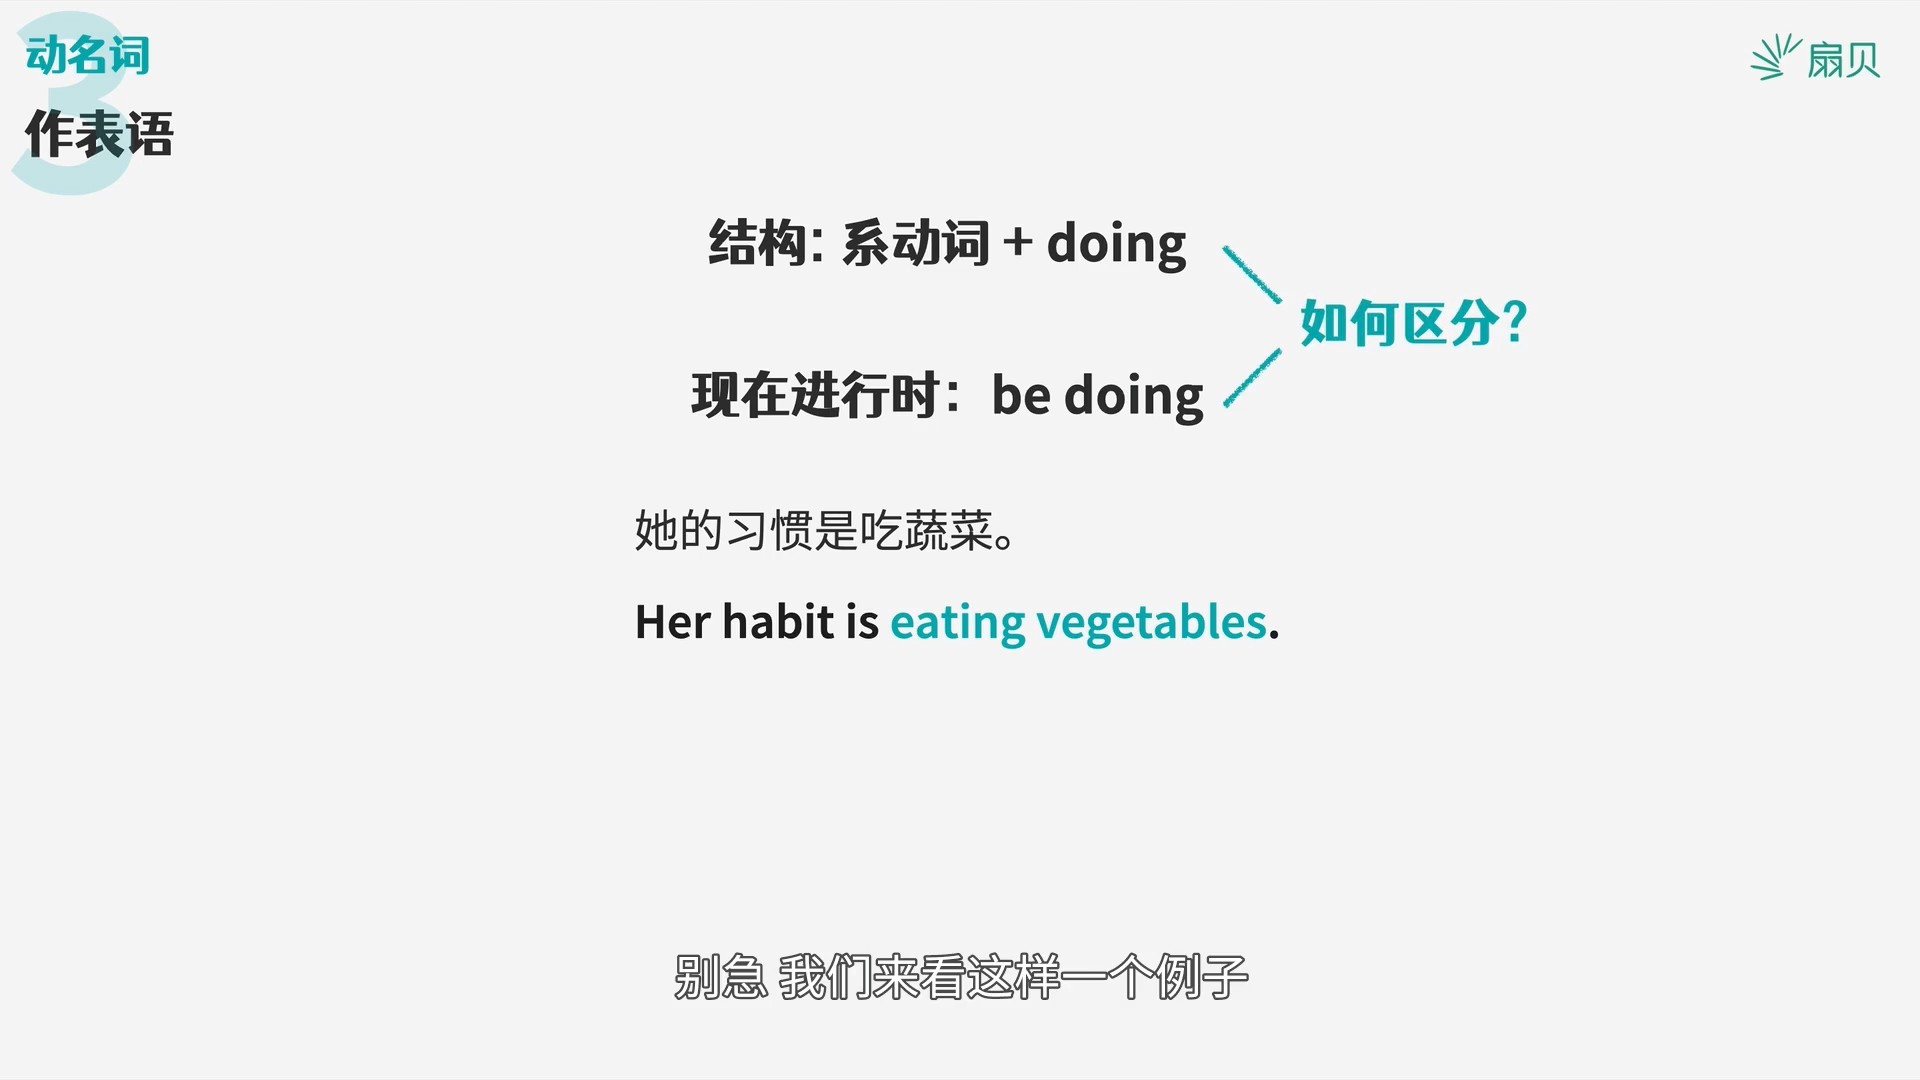 3
动名词
作表语
扇贝
结构: 系动词 + doing
如何区分?
现在进行时: be doing
她的习惯是吃蔬菜。
Her habit is eating vegetables.
别急 我们来看这样一个例子